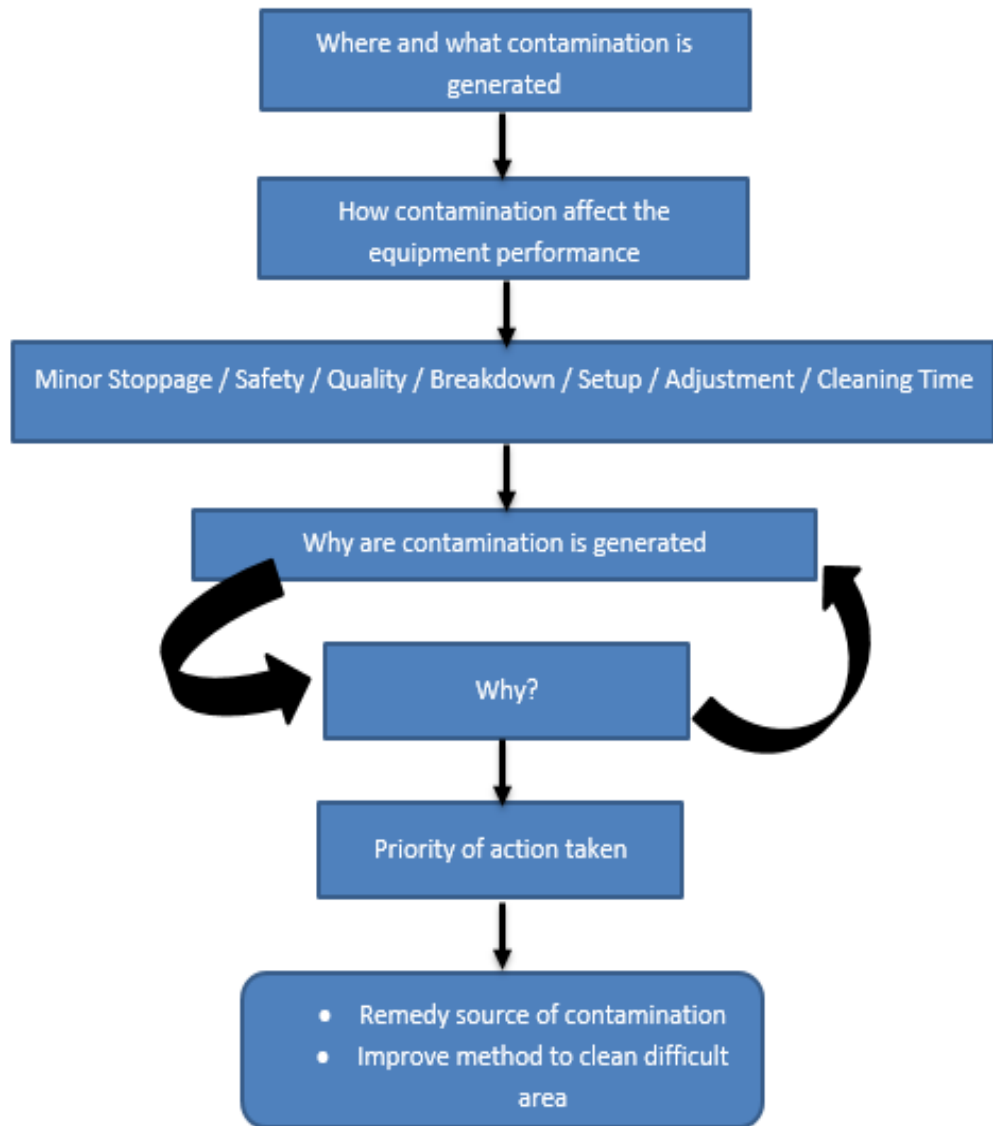 Where and what contamination is
generated
How contamination affect the
equipment performance
Minor Stoppage / Safety / Quality / Breakdown / Setup / Adjustment / Cleaning Time
Why are contamination is generated
Why?
Priority of action taken
• Remedy source of contamination
• Improve method to clean difficult
area